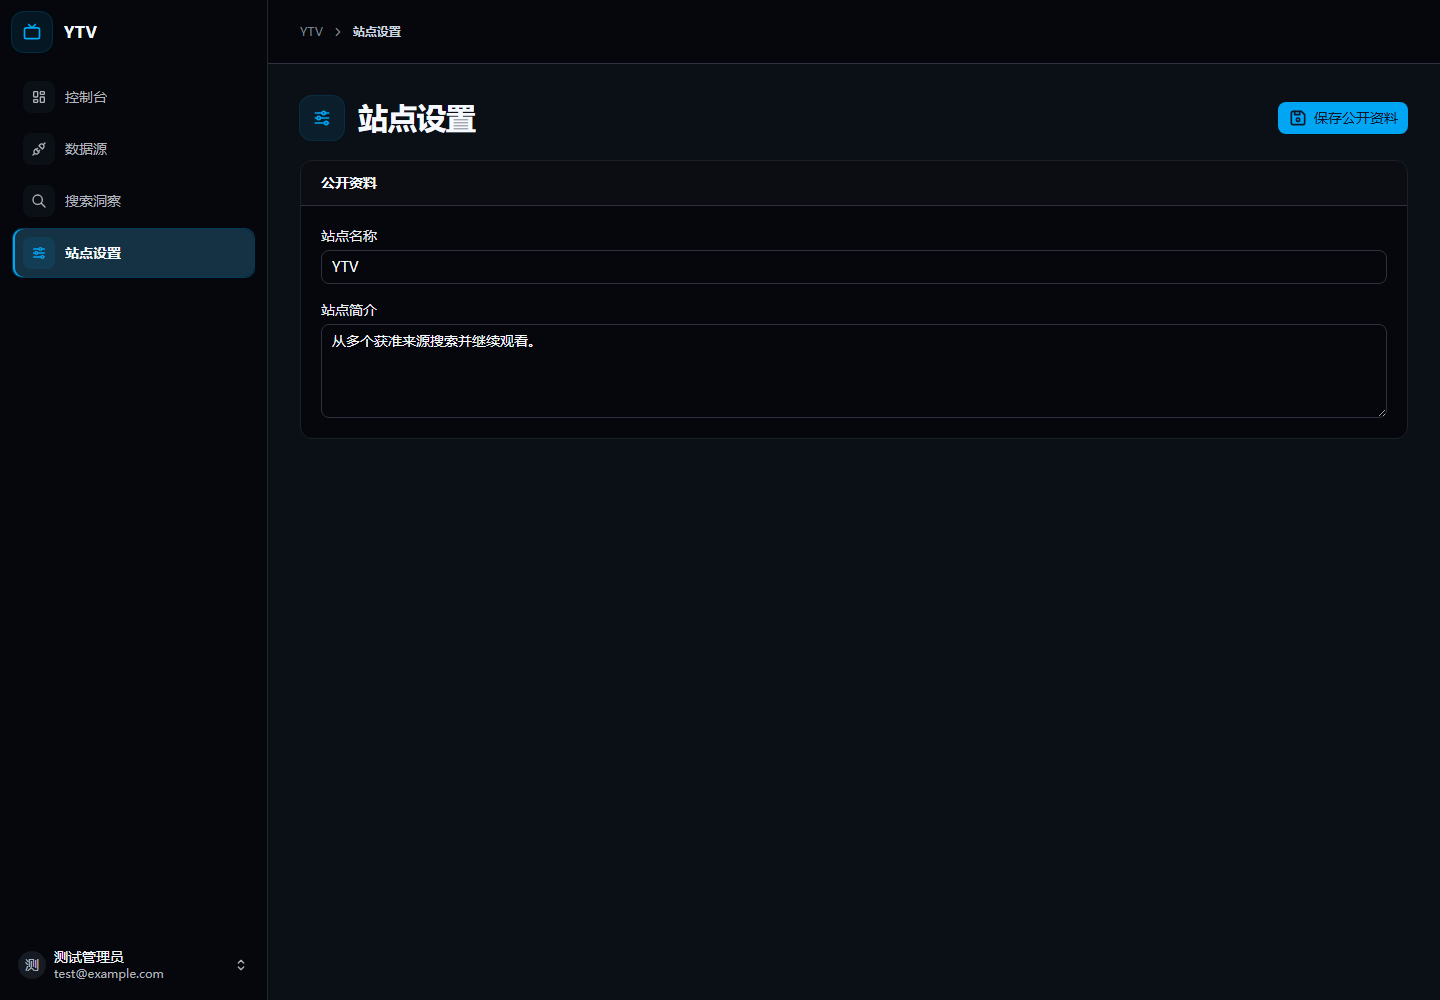 YTV
控制台
数据源
搜索洞察
站点设置
测试管理员
测
test@example.com
YTV > 站点设置
站点设置
保存公开资料
公开资料
站点名称
YTV
站点简介
从多个获准来源搜索并继续观看。